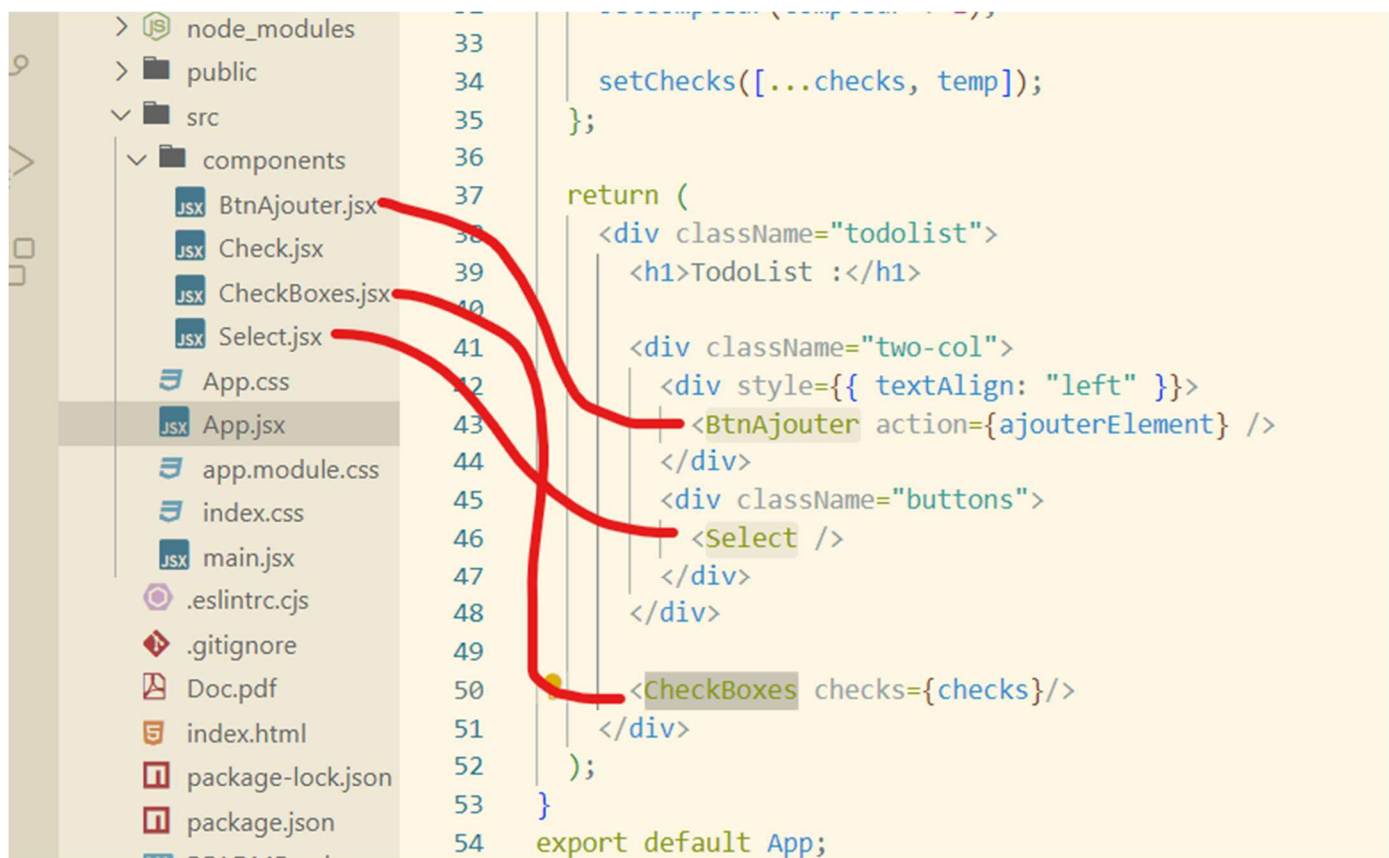 node_modules
public
src
components
BtnAjouter.jsx
Check.jsx
CheckBoxes.jsx
Select.jsx
App.css
App.jsx
app.module.css
index.css
main.jsx
.eslintrc.cjs
.gitignore
Doc.pdf
index.html
package-lock.json
package.json
33
34 setChecks([...checks, temp]);
35 };
36
37 return (
38 <div className="todolist">
39 <h1>TodoList :</h1>
40
41 <div className="two-col">
42 <div style={{ textAlign: "left" }}>
43 <BtnAjouter action={ajouterElement} />
44 </div>
45 <div className="buttons">
46 <Select />
47 </div>
48 </div>
49
50 <CheckBoxes checks={checks}/>
51 </div>
52 );
53 }
54 export default App;